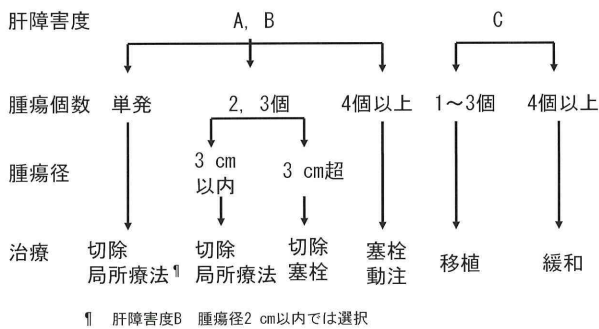 肝障害度 A, B C
腫瘍個数 単発 2, 3個 4個以上 1〜3個 4個以上
腫瘍径 3 cm 以内 3 cm超
治療 切除 局所療法¶ 切除 局所療法 切除 塞栓 塞栓 動注 移植 緩和
¶ 肝障害度B 腫瘍径2 cm以内では選択